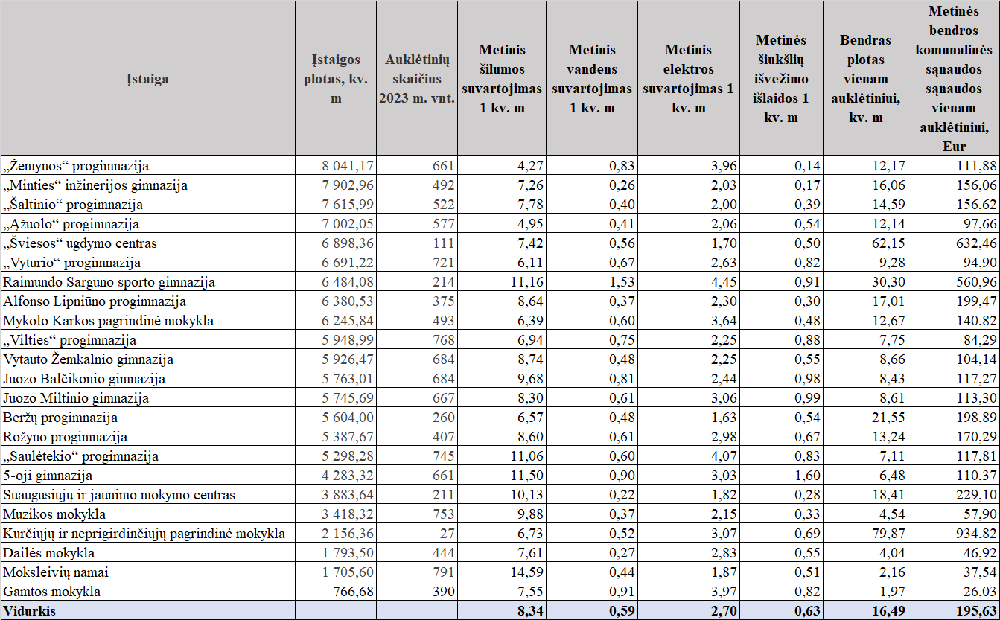 Įstaiga | Įstaigos plotas, kv. m | Auklėtinių skaičius 2023 m. vnt. | Metinis šilumos suvartojimas 1 kv. m | Metinis vandens suvartojimas 1 kv. m | Metinis elektros suvartojimas 1 kv. m | Metinės šiukšlių išvežimo išlaidos 1 kv. m | Bendras plotas vienam auklėtiniui, kv. m | Metinės bendros komunalinės sąnaudos sąnaudos vienam auklėtiniui, Eur
„Žemynos“ progimnazija | 8 041,17 | 661 | 4,27 | 0,83 | 3,96 | 0,14 | 12,17 | 111,88
„Minties“ inžinerijos gimnazija | 7 902,96 | 492 | 7,26 | 0,26 | 2,03 | 0,17 | 16,06 | 156,06
„Šaltinio“ progimnazija | 7 615,99 | 522 | 7,78 | 0,40 | 2,00 | 0,39 | 14,59 | 156,62
„Ąžuolo“ progimnazija | 7 002,05 | 577 | 4,95 | 0,41 | 2,06 | 0,54 | 12,14 | 97,66
„Šviesos“ ugdymo centras | 6 898,36 | 111 | 7,42 | 0,56 | 1,70 | 0,50 | 62,15 | 632,46
„Vyturio“ progimnazija | 6 691,22 | 721 | 6,11 | 0,67 | 2,63 | 0,82 | 9,28 | 94,90
Raimundo Sargūno sporto gimnazija | 6 484,08 | 214 | 11,16 | 1,53 | 4,45 | 0,91 | 30,30 | 560,96
Alfonso Lipniūno progimnazija | 6 380,53 | 375 | 8,64 | 0,37 | 2,30 | 0,30 | 17,01 | 199,47
Mykolo Karkos pagrindinė mokykla | 6 245,84 | 493 | 6,39 | 0,60 | 3,64 | 0,48 | 12,67 | 140,82
„Vilties“ progimnazija | 5 948,99 | 768 | 6,94 | 0,75 | 2,25 | 0,88 | 7,75 | 84,29
Vytauto Žemkalnio gimnazija | 5 926,47 | 684 | 8,74 | 0,48 | 2,25 | 0,55 | 8,66 | 104,14
Juozo Balčikonio gimnazija | 5 763,01 | 684 | 9,68 | 0,81 | 2,44 | 0,98 | 8,43 | 117,27
Juozo Miltinio gimnazija | 5 745,69 | 667 | 8,30 | 0,61 | 3,06 | 0,99 | 8,61 | 113,30
Beržų progimnazija | 5 604,00 | 260 | 6,57 | 0,48 | 1,63 | 0,54 | 21,55 | 198,89
Rožyno progimnazija | 5 387,67 | 407 | 8,60 | 0,61 | 2,98 | 0,67 | 13,24 | 170,29
„Saulėtekio“ progimnazija | 5 298,28 | 745 | 11,06 | 0,60 | 4,07 | 0,83 | 7,11 | 117,81
5-oji gimnazija | 4 283,32 | 661 | 11,50 | 0,90 | 3,03 | 1,60 | 6,48 | 110,37
Suaugusiųjų ir jaunimo mokymo centras | 3 883,64 | 211 | 10,13 | 0,22 | 1,82 | 0,28 | 18,41 | 229,10
Muzikos mokykla | 3 418,32 | 753 | 9,88 | 0,37 | 2,15 | 0,33 | 4,54 | 57,90
Kurčiųjų ir neprigirdinčiųjų pagrindinė mokykla | 2 156,36 | 27 | 6,73 | 0,52 | 3,07 | 0,69 | 79,87 | 934,82
Dailės mokykla | 1 793,50 | 444 | 7,61 | 0,27 | 2,83 | 0,55 | 4,04 | 46,92
Moksleivių namai | 1 705,60 | 791 | 14,59 | 0,44 | 1,87 | 0,51 | 2,16 | 37,54
Gamtos mokykla | 766,68 | 390 | 7,55 | 0,91 | 3,97 | 0,82 | 1,97 | 26,03
Vidurkis | 8,34 | 0,59 | 2,70 | 0,63 | 16,49 | 195,63